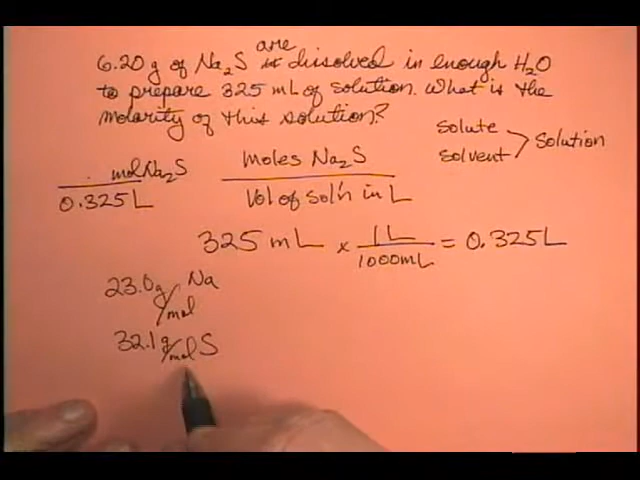 6.20 g of Na₂S are is dissolved in enough H₂O
to prepare 325 mL of solution. What is the
molarity of this solution?
solute
solvent > solution
. mol Na₂S
0.325 L
moles Na₂S
Vol of sol'n in L
325 mL x 1 L / 1000 mL = 0.325 L
23.0 g/mol Na
32.1 g/mol S